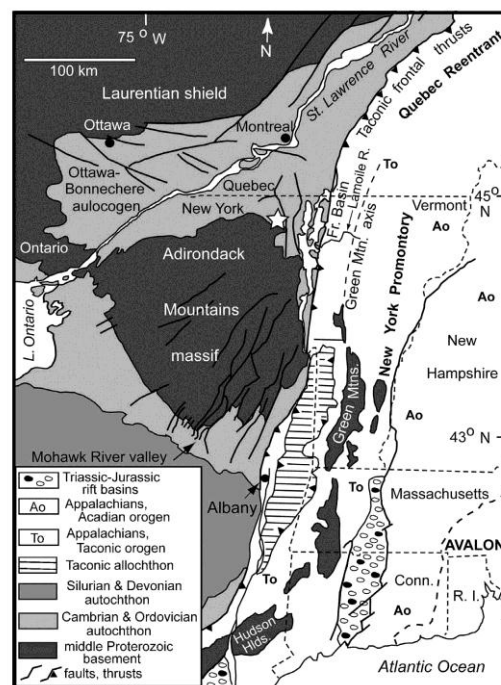 75° W
N
100 km
Laurentian shield
St. Lawrence River
Taconic frontal thrusts
Quebec Reentrant
Ottawa
Montreal
Ottawa-
Bonnechere
aulocogen
Quebec
New York
To
45°
N
Fr. Basin
Lamoile R.
Green Mtn. axis
Vermont
Ao
Ontario
L. Ontario
Adirondack
Mountains
massif
New York Promontory
Ao
New
Hampshire
Green Mtns.
Ao
43° N
Mohawk River valley
Albany
To
Massachusetts
AVALON
To
Conn.
R. I.
Ao
Hudson
Hlds.
Atlantic Ocean
Triassic-Jurassic
rift basins
Ao
Appalachians,
Acadian orogen
To
Appalachians,
Taconic orogen
Taconic allochthon
Silurian & Devonian
autochthon
Cambrian & Ordovician
autochthon
middle Proterozoic
basement
faults, thrusts